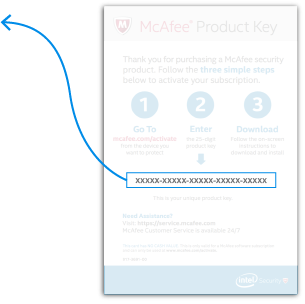 McAfee® Product Key
Thank you for purchasing a McAfee security
product. Follow the three simple steps
below to activate your subscription.
1 2 3
Go To Enter Download
mcafee.com/activate the 25-digit Follow the on-screen
from the device you product key instructions to
want to protect download and install
XXXXX-XXXXX-XXXXX-XXXXX-XXXXX
This is your unique product key
Need Assistance?
Visit: https://service.mcafee.com
McAfee Customer Service is available 24/7
intel Security